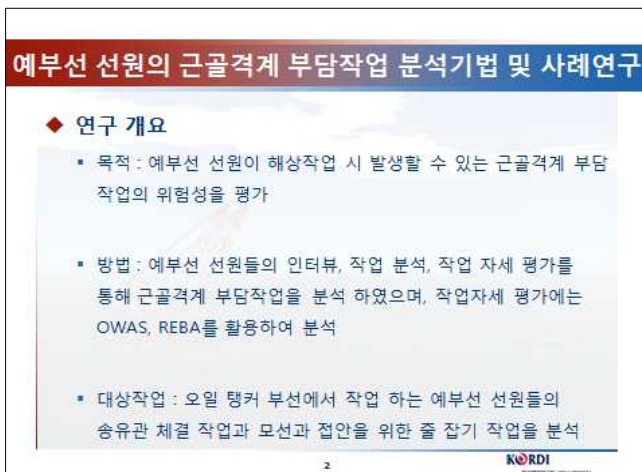 예부선 선원의 근골격계 부담작업 분석기법 및 사례연구
◆ 연구 개요
▪ 목적 : 예부선 선원이 해상작업 시 발생할 수 있는 근골격계 부담
작업의 위험성을 평가
▪ 방법 : 예부선 선원들의 인터뷰, 작업 분석, 작업 자세 평가를
통해 근골격계 부담작업을 분석 하였으며, 작업자세 평가에는
OWAS, REBA를 활용하여 분석
▪ 대상작업 : 오일 탱커 부선에서 작업 하는 예부선 선원들의
송유관 체결 작업과 모선과 접안을 위한 줄 잡기 작업을 분석
2
KORDI